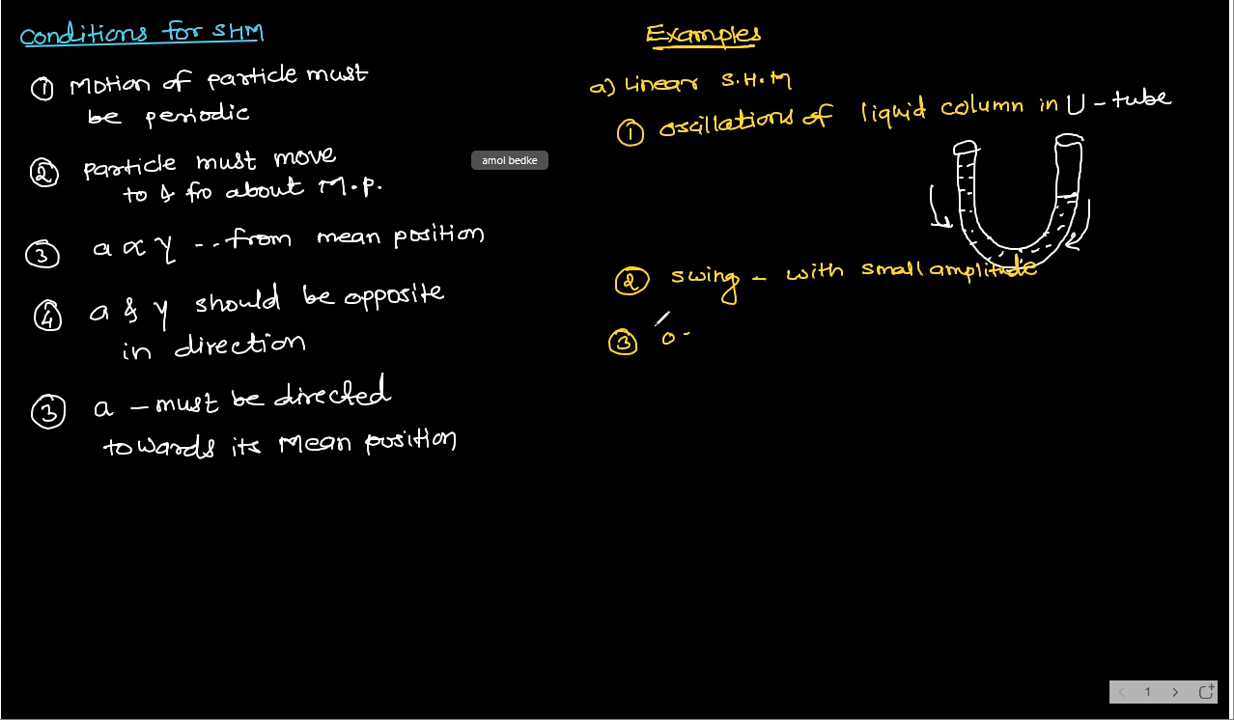 Conditions for SHM
① Motion of particle must
be periodic
② particle must move
to & fro about M.p.
③ a ∝ y -- from mean position
④ a & y should be opposite
in direction
③ a – must be directed
towards its Mean position
amol bedke
Examples
a) Linear S.H.M
① oscillations of liquid column in U-tube
② swing – with small amplitude
③ o
1